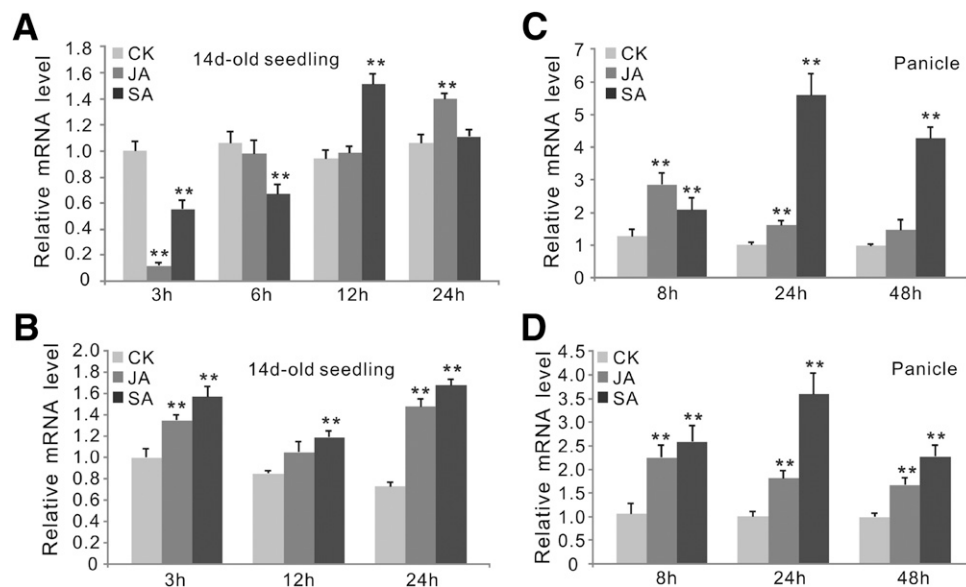 A
Relative mRNA level
CK
JA
SA
14d-old seedling
1.8
1.6
1.4
1.2
1.0
0.8
0.6
0.4
0.2
0
**
**
**
**
**
3h
6h
12h
24h
C
Relative mRNA level
CK
JA
SA
Panicle
7
6
5
4
3
2
1
0
**
**
**
**
**
8h
24h
48h
B
Relative mRNA level
CK
JA
SA
14d-old seedling
2.0
1.8
1.6
1.4
1.2
1.0
0.8
0.6
0.4
0.2
0.0
**
**
**
**
**
3h
12h
24h
D
Relative mRNA level
CK
JA
SA
Panicle
4.5
4.0
3.5
3.0
2.5
2.0
1.5
1.0
0.5
0.0
**
**
**
**
**
**
8h
24h
48h